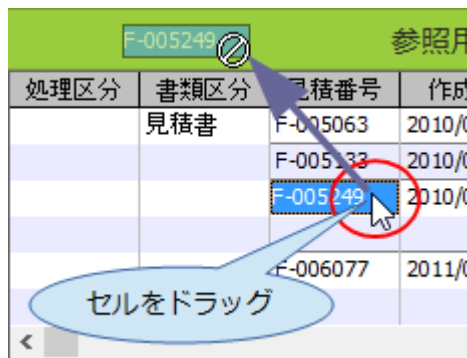 F-005249
参照用
処理区分 書類区分 見積番号 作成
見積書 F-005063 2010/0
F-005133 2010/0
F-005249 2010/0
F-006077 2011/0
セルをドラッグ